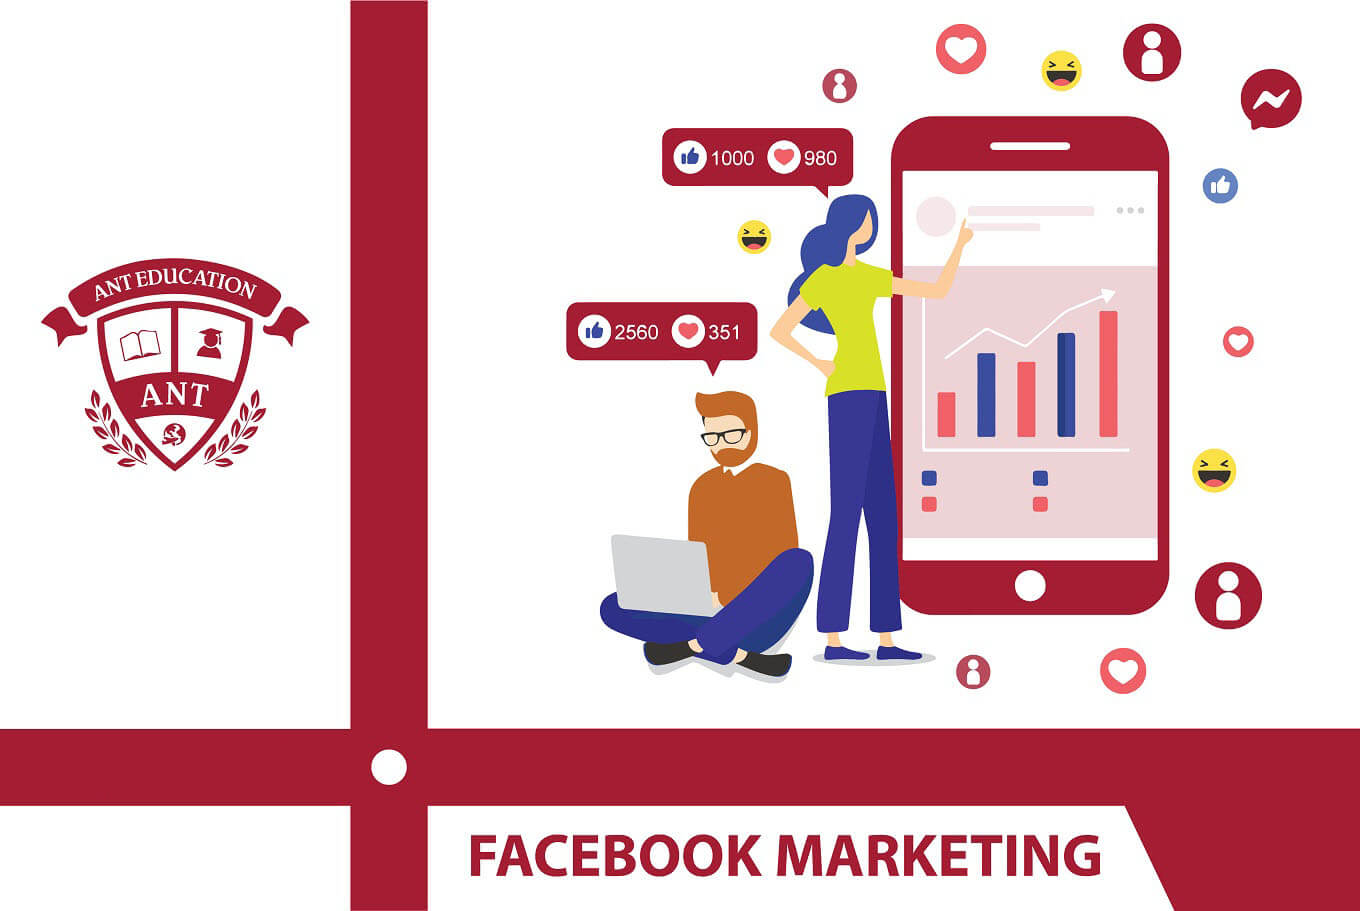 ANT EDUCATION
ANT
1000 980
2560 351
FACEBOOK MARKETING